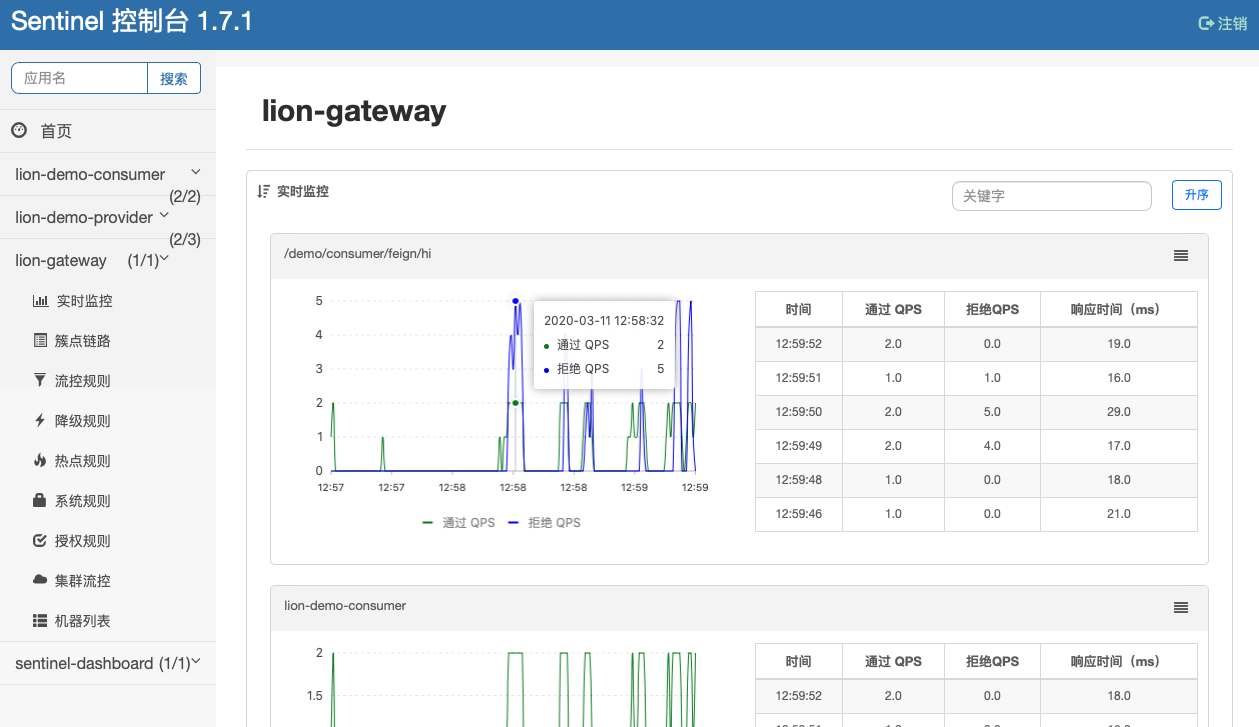 Sentinel 控制台 1.7.1
注销
应用名 搜索
首页
lion-demo-consumer
(2/2)
lion-demo-provider
(2/3)
lion-gateway (1/1)
实时监控
簇点链路
流控规则
降级规则
热点规则
系统规则
授权规则
集群流控
机器列表
sentinel-dashboard (1/1)
lion-gateway
实时监控
关键字 升序
/demo/consumer/feign/hi
5
4
3
2
1
0
12:57 12:57 12:58 12:58 12:58 12:59 12:59
2020-03-11 12:58:32
通过 QPS 2
拒绝 QPS 5
通过 QPS 拒绝 QPS
时间 通过 QPS 拒绝QPS 响应时间（ms）
12:59:52 2.0 0.0 19.0
12:59:51 1.0 1.0 16.0
12:59:50 2.0 5.0 29.0
12:59:49 2.0 4.0 17.0
12:59:48 1.0 0.0 18.0
12:59:46 1.0 0.0 21.0
lion-demo-consumer
2
1.5
时间 通过 QPS 拒绝QPS 响应时间（ms）
12:59:52 2.0 0.0 18.0